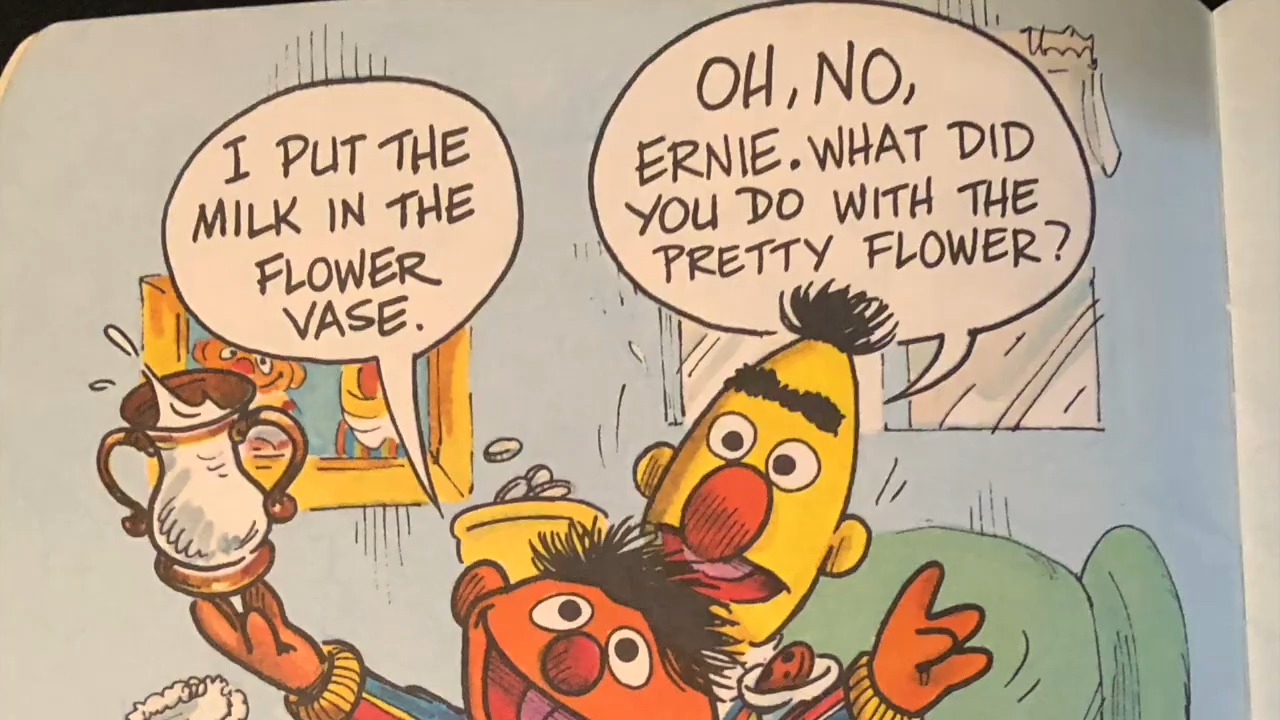 I PUT THE
MILK IN THE
FLOWER
VASE.
OH, NO,
ERNIE. WHAT DID
YOU DO WITH THE
PRETTY FLOWER?